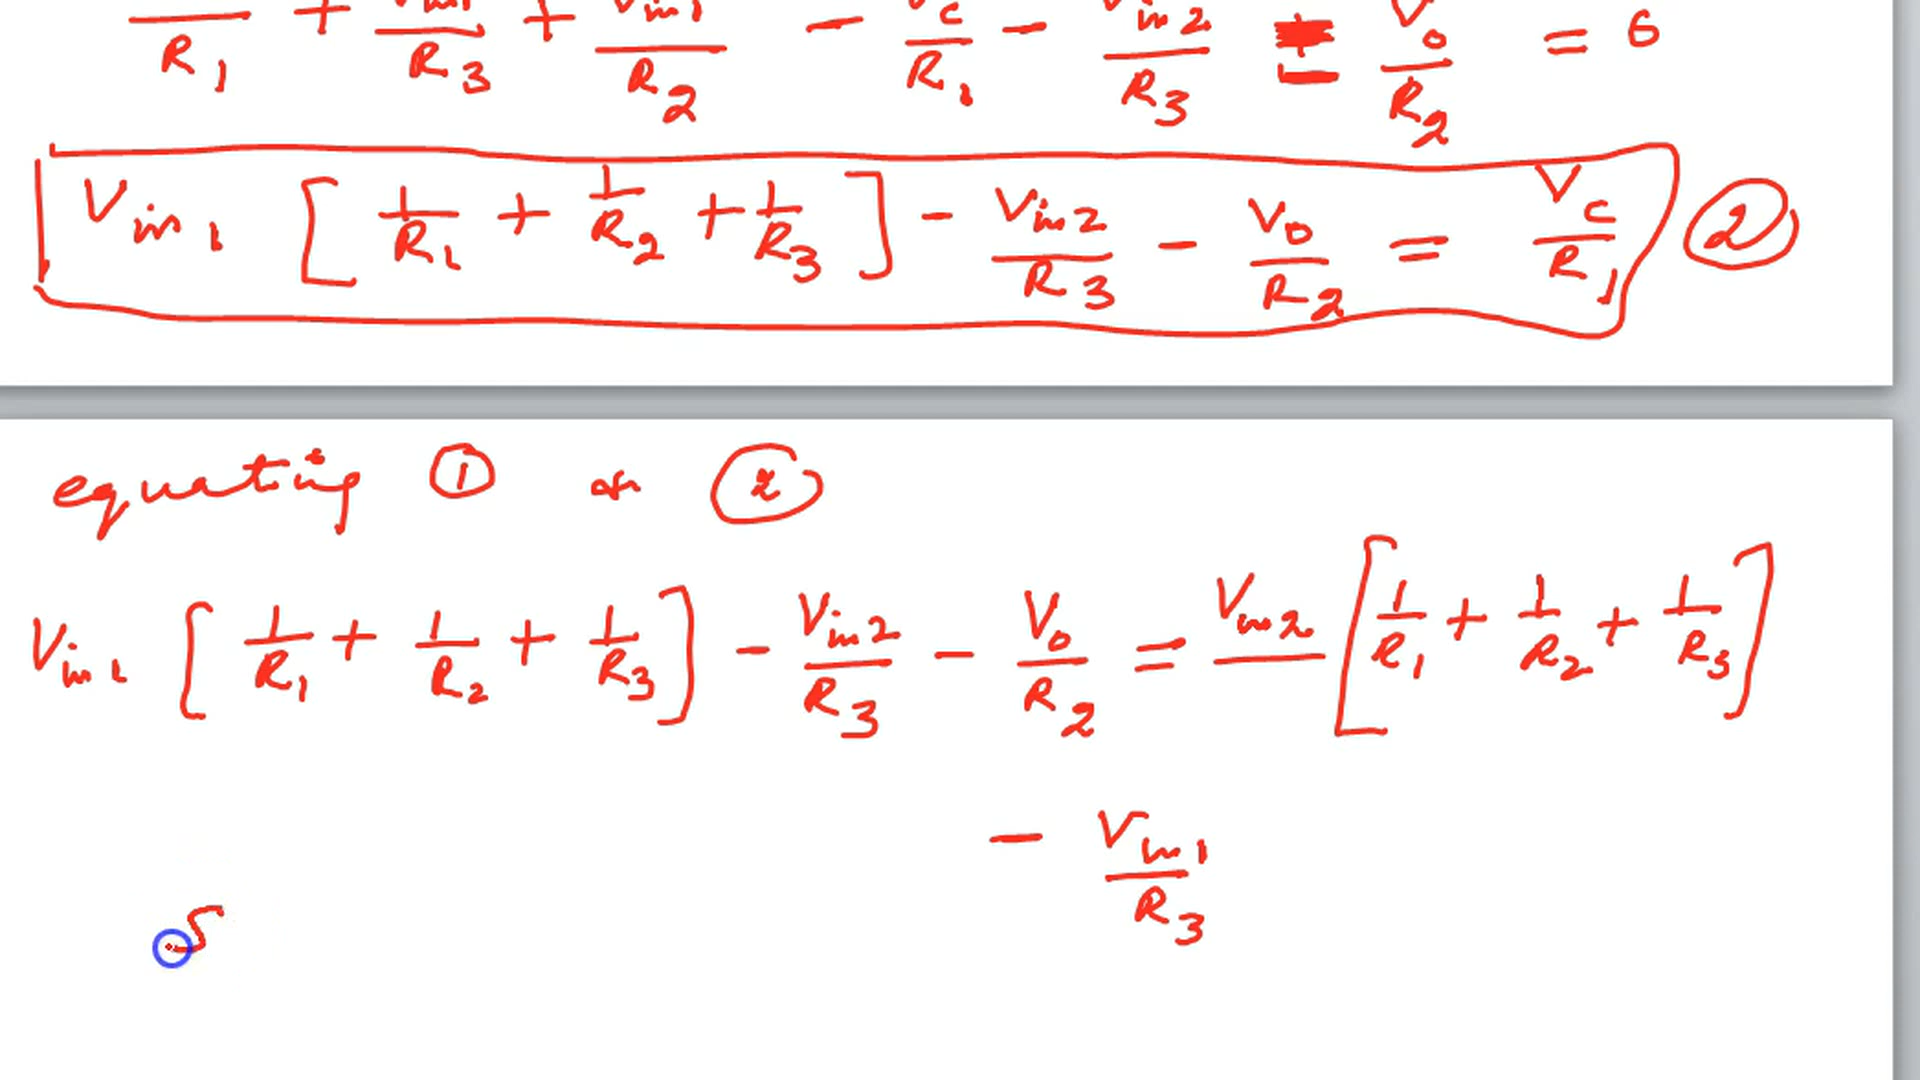 R1 + Vin1/R3 + Vin1/R2 - Vc/R1 - Vin2/R3 - Vo/R2 = 0
Vin1 [1/R1 + 1/R2 + 1/R3] - Vin2/R3 - Vo/R2 = Vc/R1 (2)
equating (1) (2)
Vin1 [1/R1 + 1/R2 + 1/R3] - Vin2/R3 - Vo/R2 = Vin2 [1/R1 + 1/R2 + 1/R3]
- Vin1/R3
S